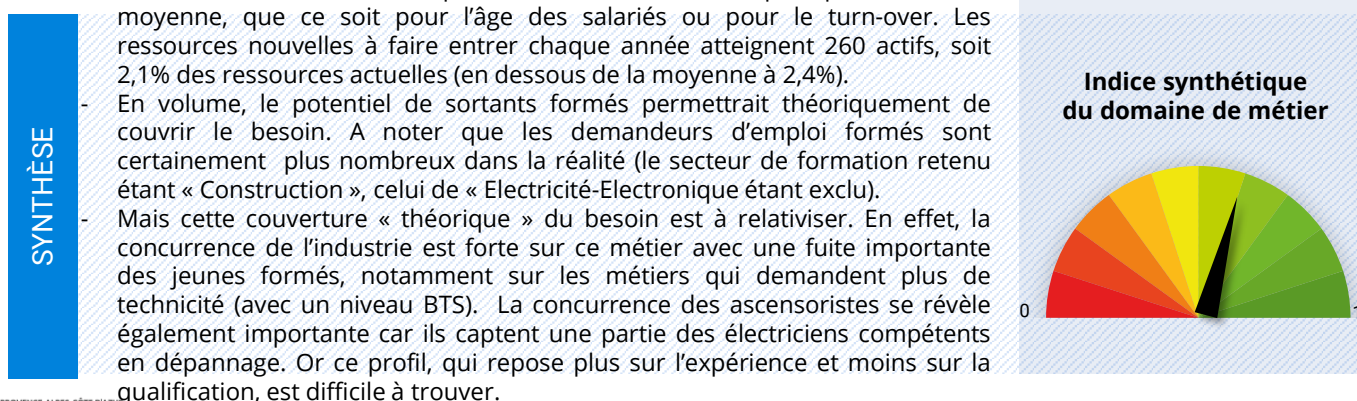 moyenne, que ce soit pour l'âge des salariés ou pour le turn-over. Les
ressources nouvelles à faire entrer chaque année atteignent 260 actifs, soit
2,1% des ressources actuelles (en dessous de la moyenne à 2,4%).
- En volume, le potentiel de sortants formés permettrait théoriquement de
couvrir le besoin. A noter que les demandeurs d'emploi formés sont
certainement plus nombreux dans la réalité (le secteur de formation retenu
étant « Construction », celui de « Electricité-Electronique étant exclu).
- Mais cette couverture « théorique » du besoin est à relativiser. En effet, la
concurrence de l'industrie est forte sur ce métier avec une fuite importante
des jeunes formés, notamment sur les métiers qui demandent plus de
technicité (avec un niveau BTS). La concurrence des ascensoristes se révèle
également importante car ils captent une partie des électriciens compétents
en dépannage. Or ce profil, qui repose plus sur l'expérience et moins sur la
qualification, est difficile à trouver.
SYNTHÈSE
Indice synthétique
du domaine de métier
0